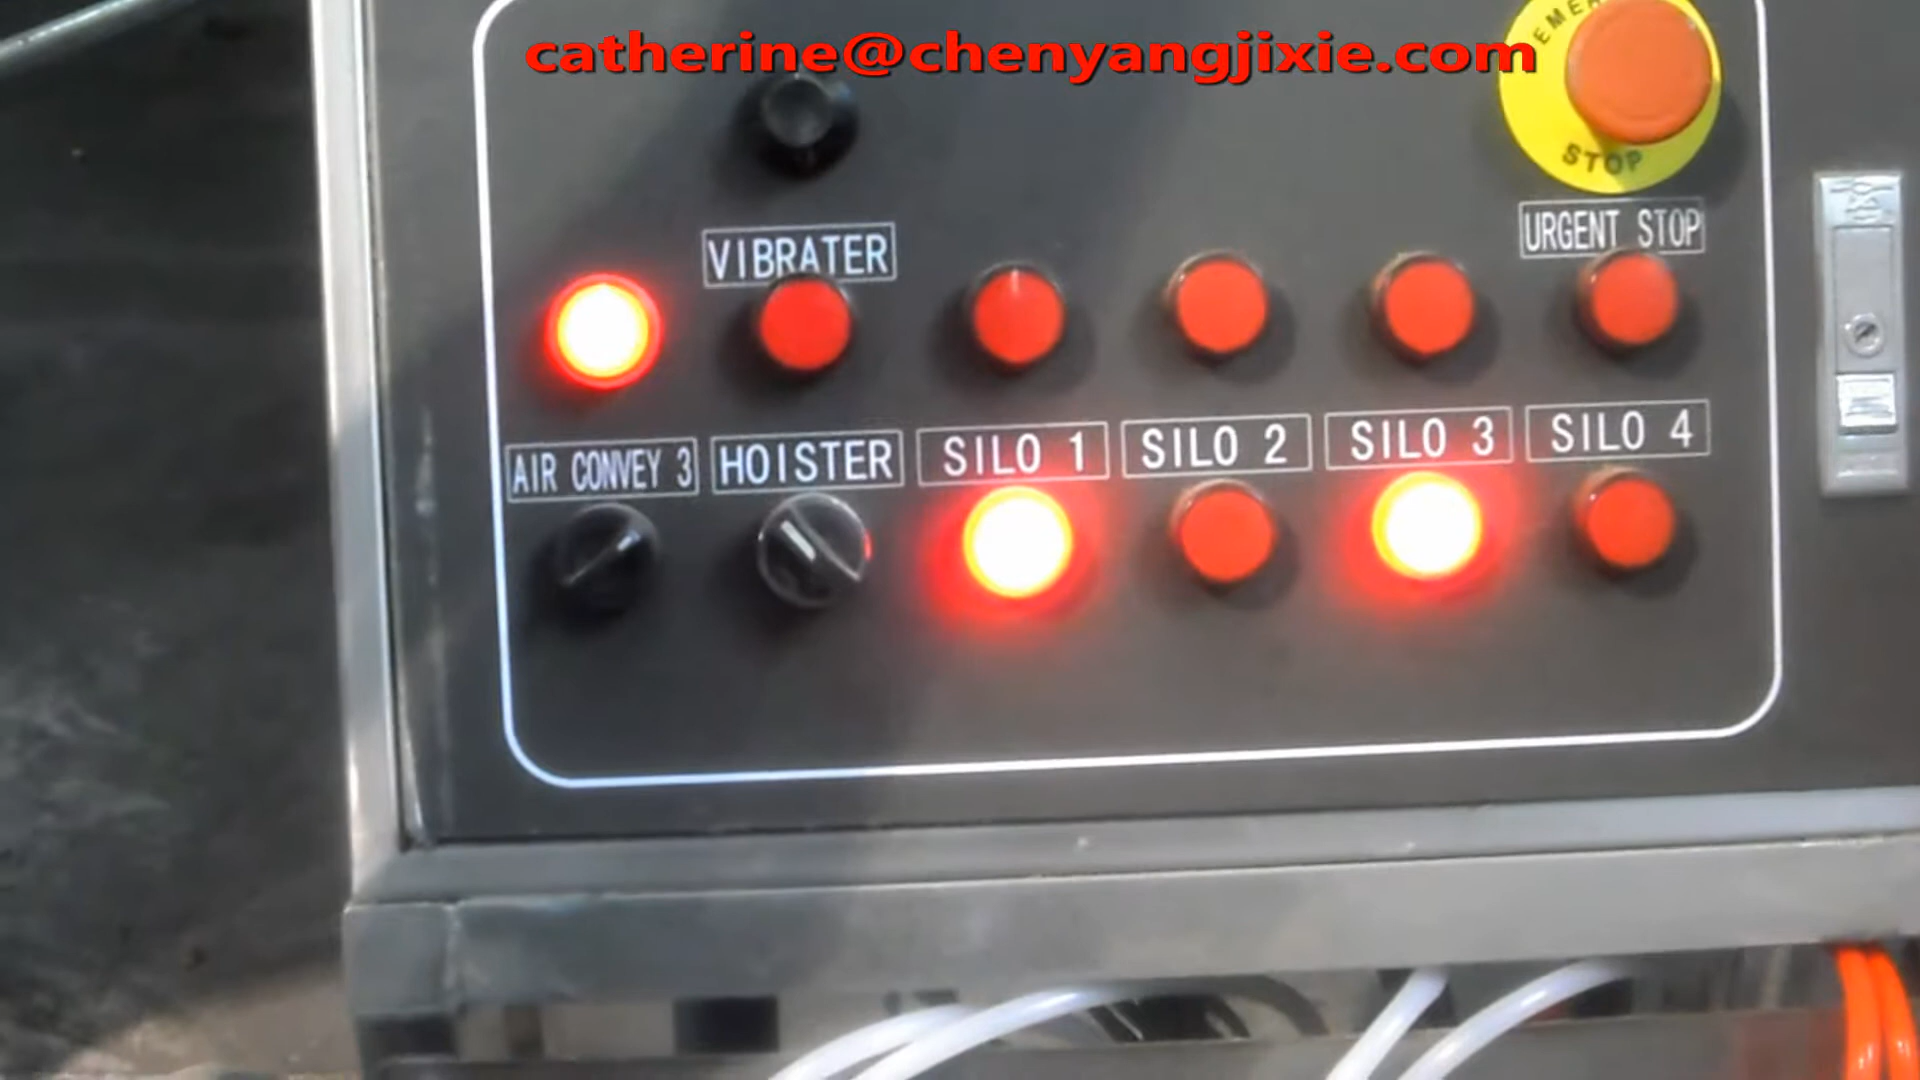 catherine@chenyangjixie.com
STOP
VIBRATER
URGENT STOP
AIR CONVEY 3
HOISTER
SILO 1
SILO 2
SILO 3
SILO 4